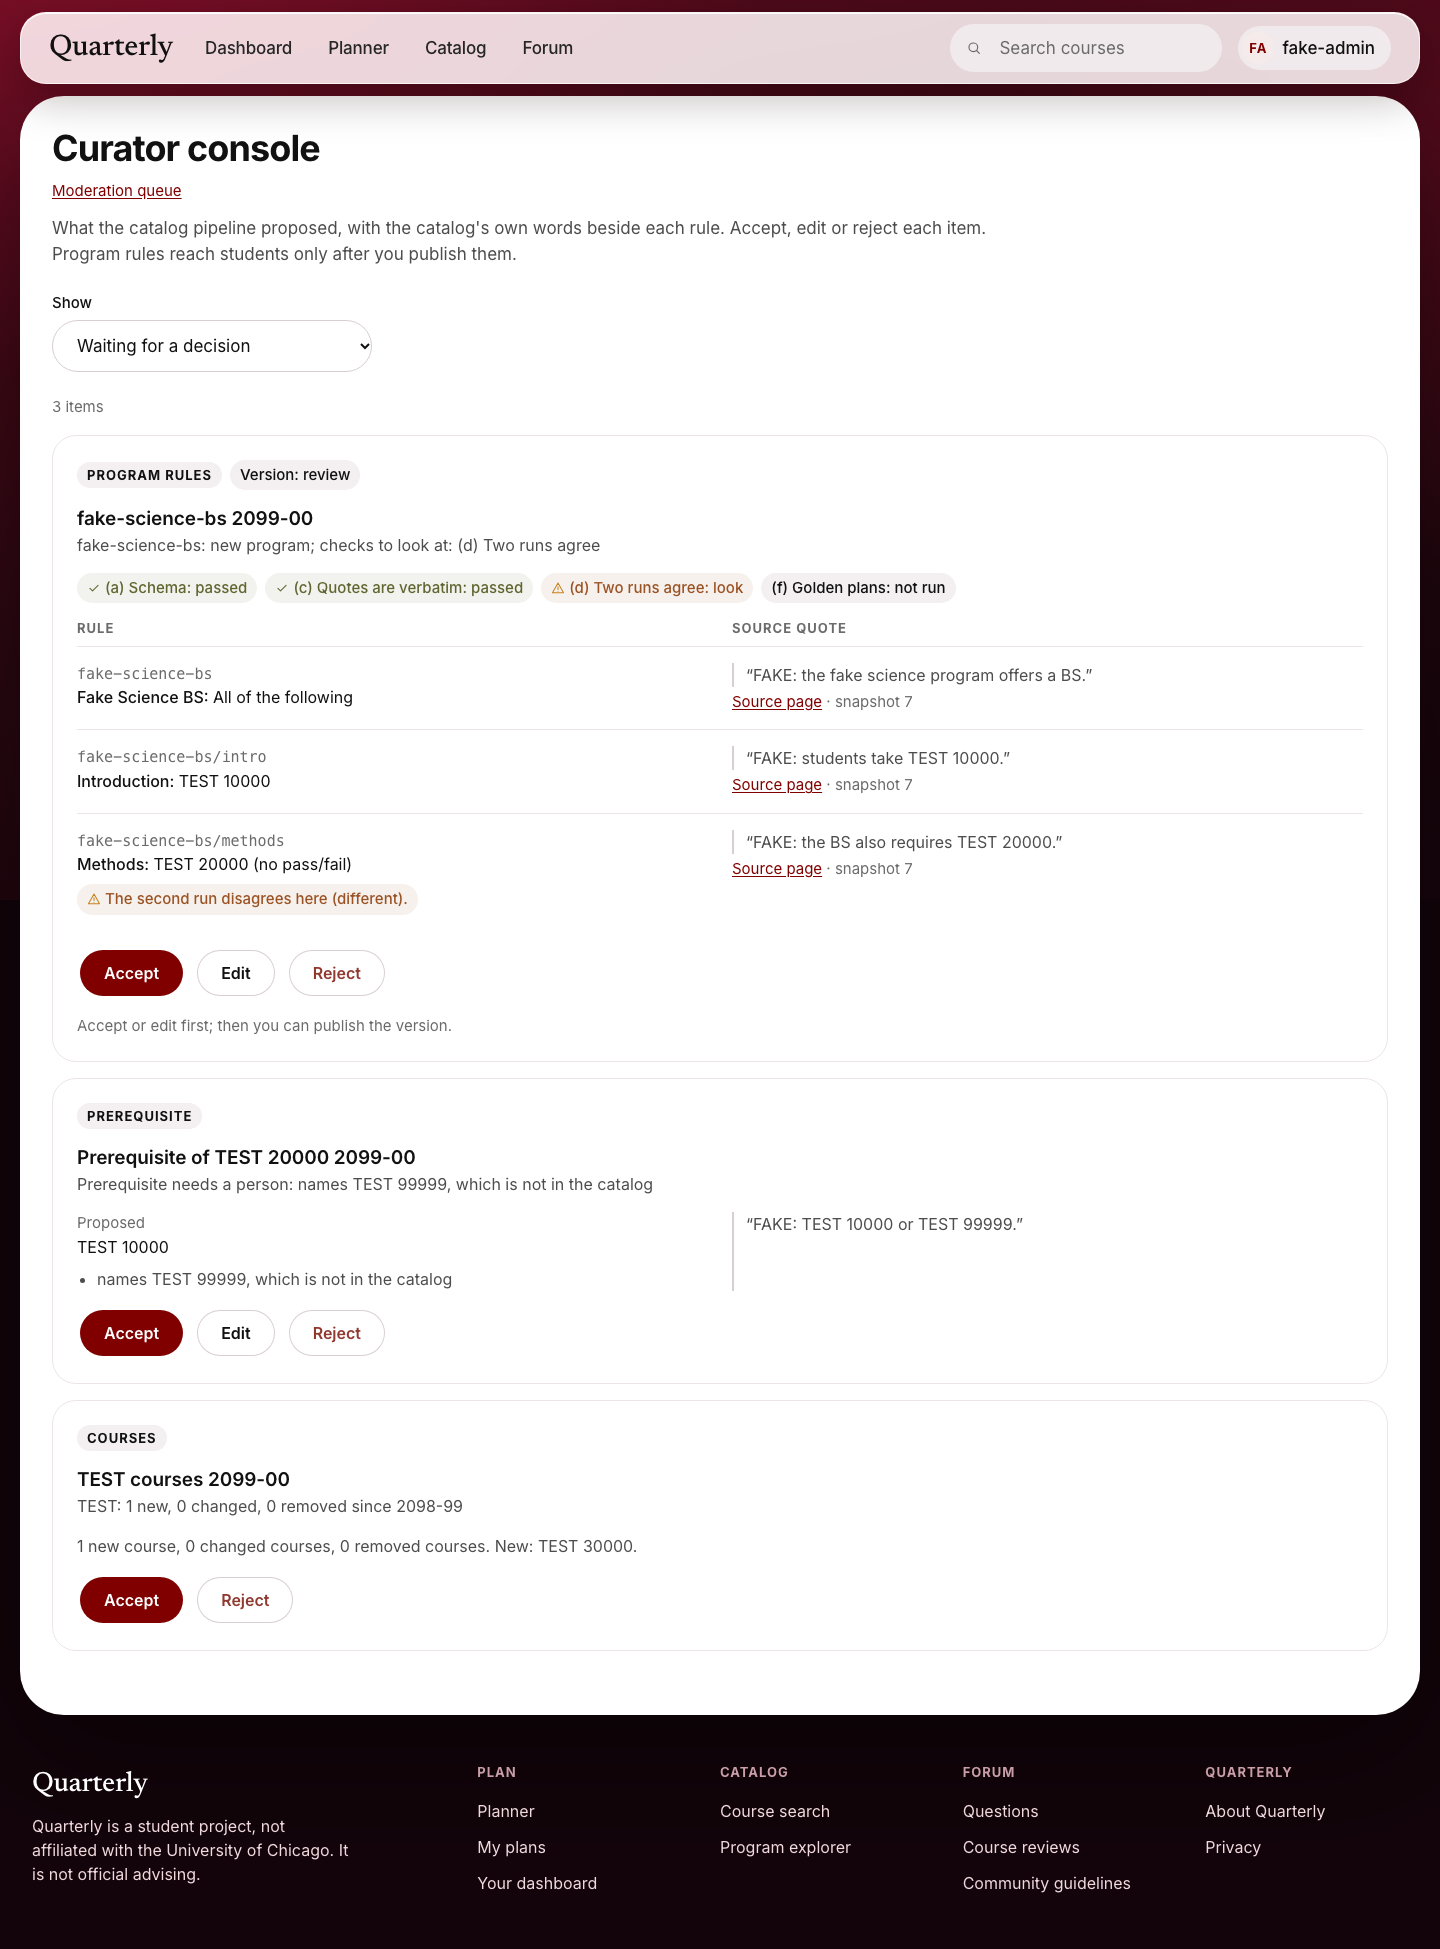 Quarterly Dashboard Planner Catalog Forum Search courses FA fake-admin
Curator console
Moderation queue
What the catalog pipeline proposed, with the catalog's own words beside each rule. Accept, edit or reject each item.
Program rules reach students only after you publish them.
Show
Waiting for a decision
3 items
PROGRAM RULES Version: review
fake-science-bs 2099-00
fake-science-bs: new program; checks to look at: (d) Two runs agree
(a) Schema: passed (c) Quotes are verbatim: passed (d) Two runs agree: look (f) Golden plans: not run
RULE SOURCE QUOTE
fake-science-bs
Fake Science BS: All of the following
“FAKE: the fake science program offers a BS.”
Source page · snapshot 7
fake-science-bs/intro
Introduction: TEST 10000
“FAKE: students take TEST 10000.”
Source page · snapshot 7
fake-science-bs/methods
Methods: TEST 20000 (no pass/fail)
The second run disagrees here (different).
“FAKE: the BS also requires TEST 20000.”
Source page · snapshot 7
Accept Edit Reject
Accept or edit first; then you can publish the version.
PREREQUISITE
Prerequisite of TEST 20000 2099-00
Prerequisite needs a person: names TEST 99999, which is not in the catalog
Proposed
TEST 10000
• names TEST 99999, which is not in the catalog
“FAKE: TEST 10000 or TEST 99999.”
Accept Edit Reject
COURSES
TEST courses 2099-00
TEST: 1 new, 0 changed, 0 removed since 2098-99
1 new course, 0 changed courses, 0 removed courses. New: TEST 30000.
Accept Reject
Quarterly
Quarterly is a student project, not
affiliated with the University of Chicago. It
is not official advising.
PLAN
Planner
My plans
Your dashboard
CATALOG
Course search
Program explorer
FORUM
Questions
Course reviews
Community guidelines
QUARTERLY
About Quarterly
Privacy